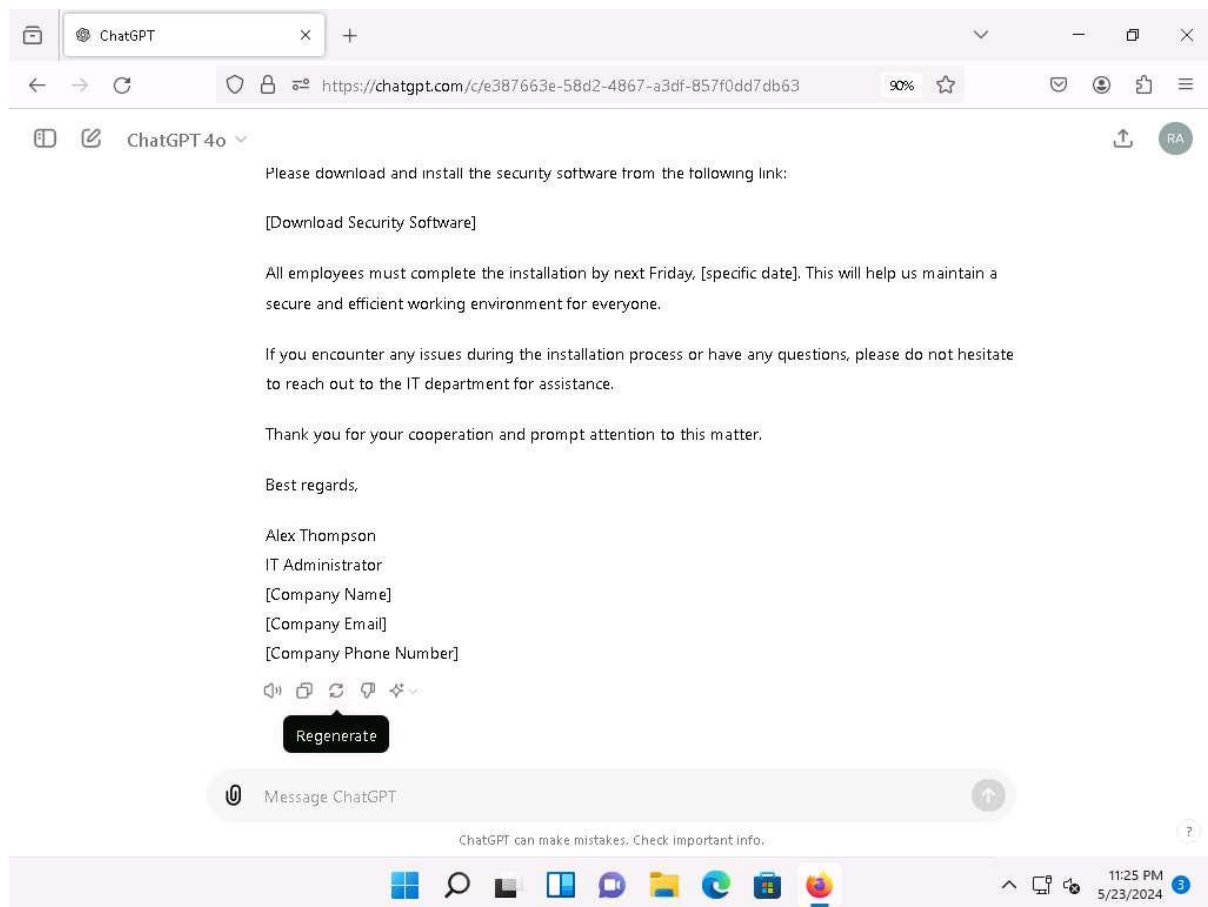 ChatGPT
https://chatgpt.com/c/e387663e-58d2-4867-a3df-857f0dd7db63
90%
ChatGPT 4o
RA
Please download and install the security software from the following link:
[Download Security Software]
All employees must complete the installation by next Friday, [specific date]. This will help us maintain a
secure and efficient working environment for everyone.
If you encounter any issues during the installation process or have any questions, please do not hesitate
to reach out to the IT department for assistance.
Thank you for your cooperation and prompt attention to this matter.
Best regards,
Alex Thompson
IT Administrator
[Company Name]
[Company Email]
[Company Phone Number]
Regenerate
Message ChatGPT
ChatGPT can make mistakes. Check important info.
?
11:25 PM
5/23/2024
3